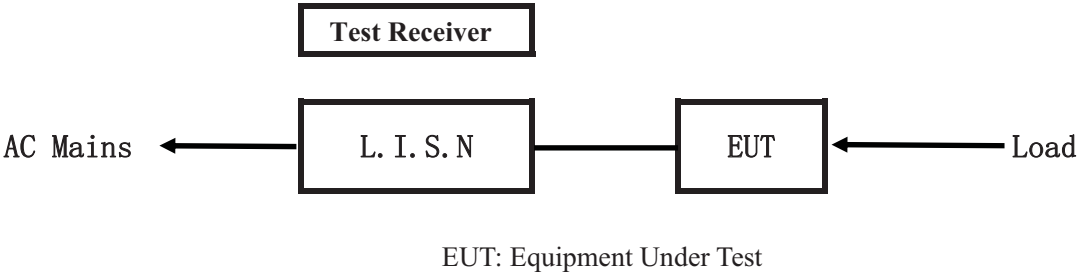 Test Receiver
AC Mains L.I.S.N EUT Load
EUT: Equipment Under Test